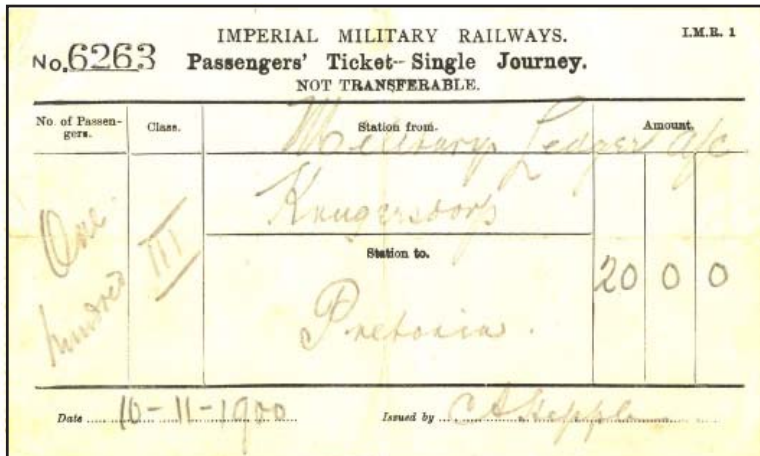 IMPERIAL MILITARY RAILWAYS. I.M.R. 1
No. 6263 Passengers' Ticket-Single Journey.
NOT TRANSFERABLE.
No. of Passengers. Class. Station from. Amount.
Military Ledger a/c
One hundred III Krugersdorp
Station to.
20 0 0
Pretoria.
Date 10-11-1900 Issued by